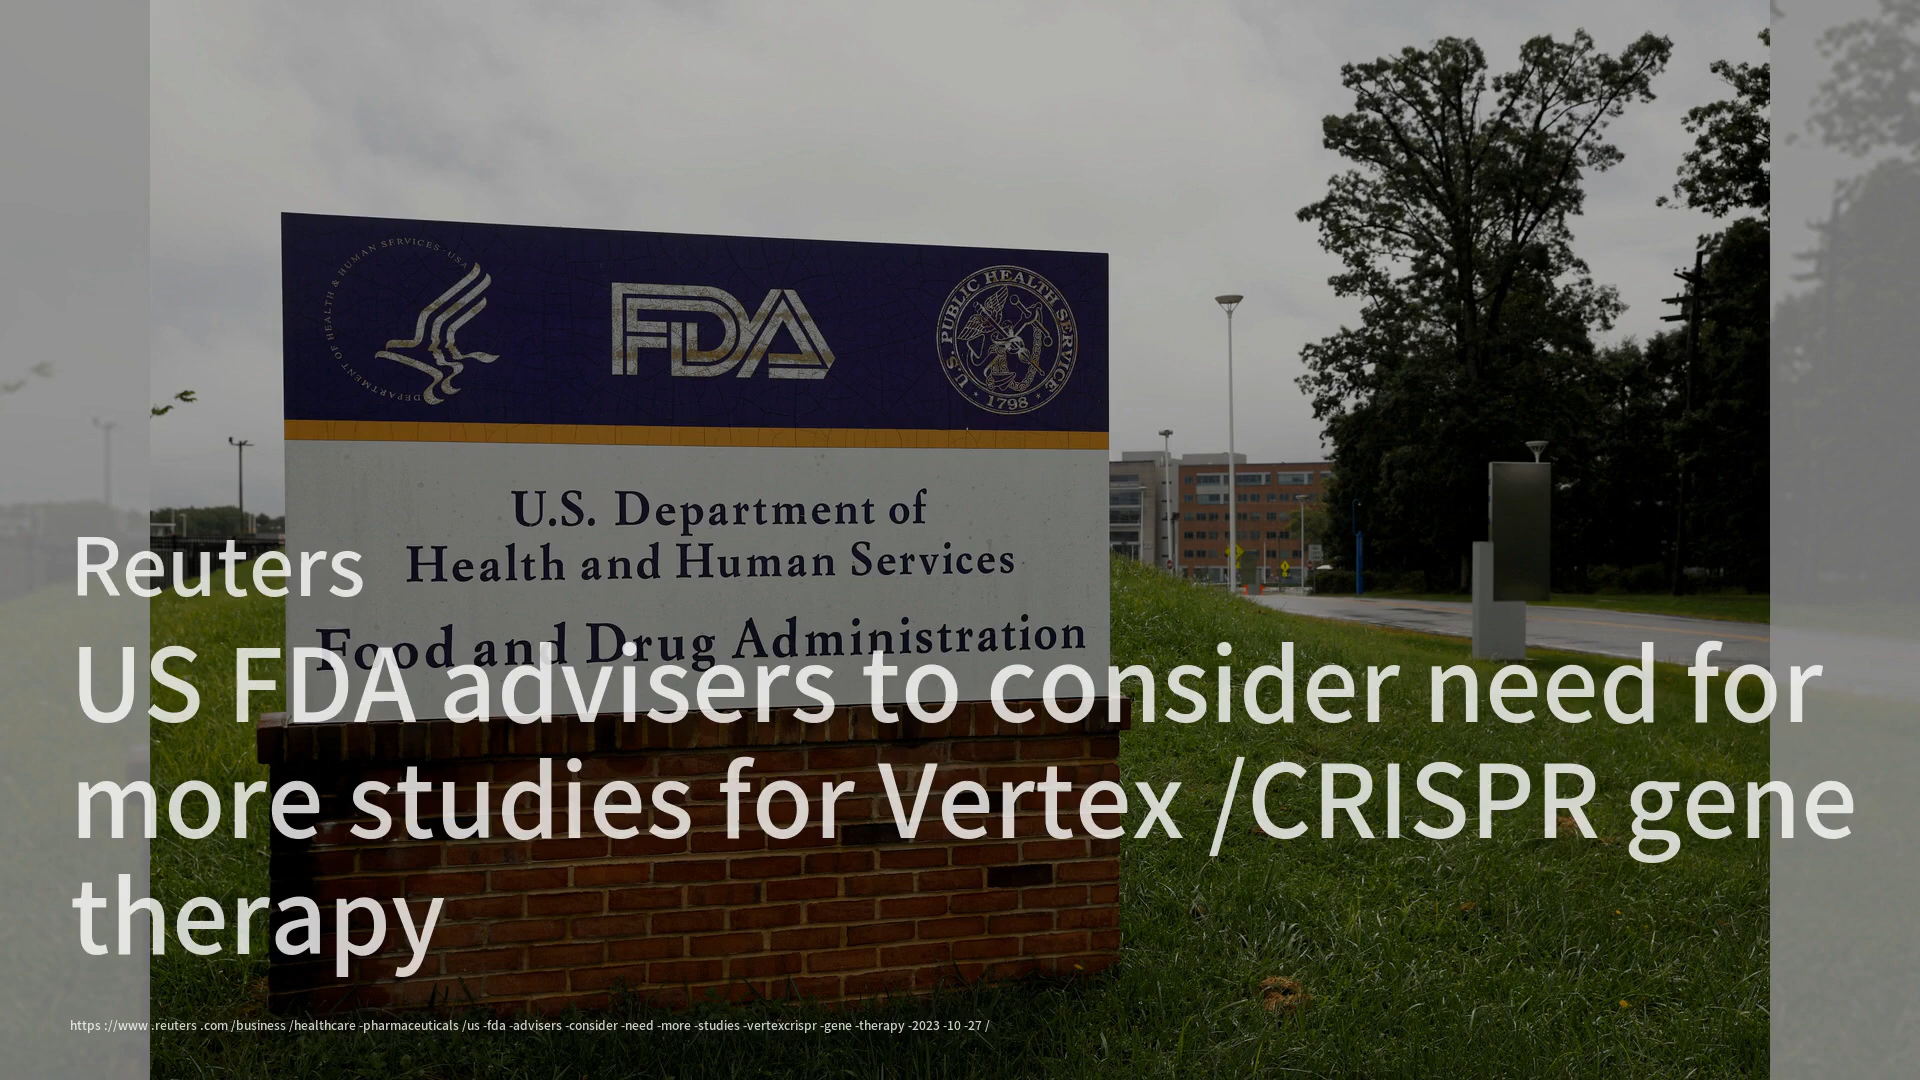 DEPARTMENT OF HEALTH & HUMAN SERVICES · USA
FDA
U.S. PUBLIC HEALTH SERVICE
1798
U.S. Department of
Health and Human Services
Food and Drug Administration
Reuters
US FDA advisers to consider need for
more studies for Vertex /CRISPR gene
therapy
https ://www .reuters .com /business /healthcare -pharmaceuticals /us -fda -advisers -consider -need -more -studies -vertexcrispr -gene -therapy -2023 -10 -27 /